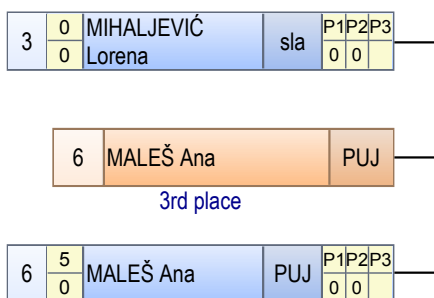 3 0 MIHALJEVIĆ sla P1 P2 P3
0 Lorena 0 0
6 MALEŠ Ana PUJ
3rd place
6 5 MALEŠ Ana PUJ P1 P2 P3
0 0 0